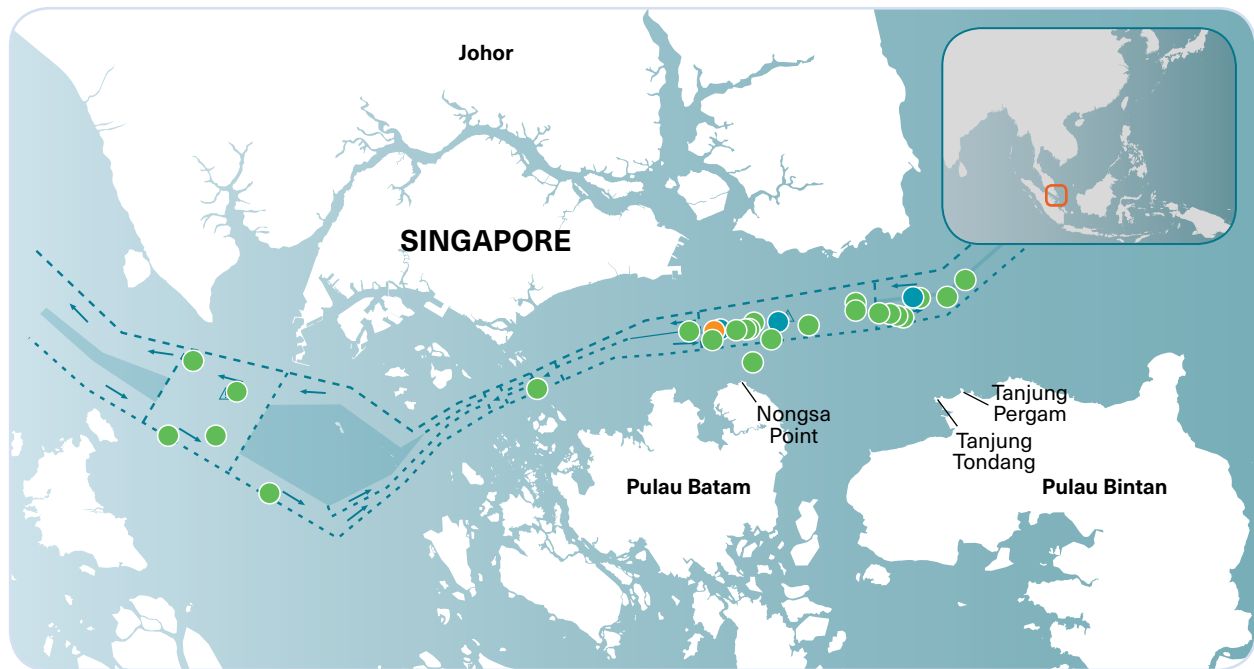 Johor
SINGAPORE
Nongsa
Point
Tanjung
Pergam
Tanjung
Tondang
Pulau Batam
Pulau Bintan